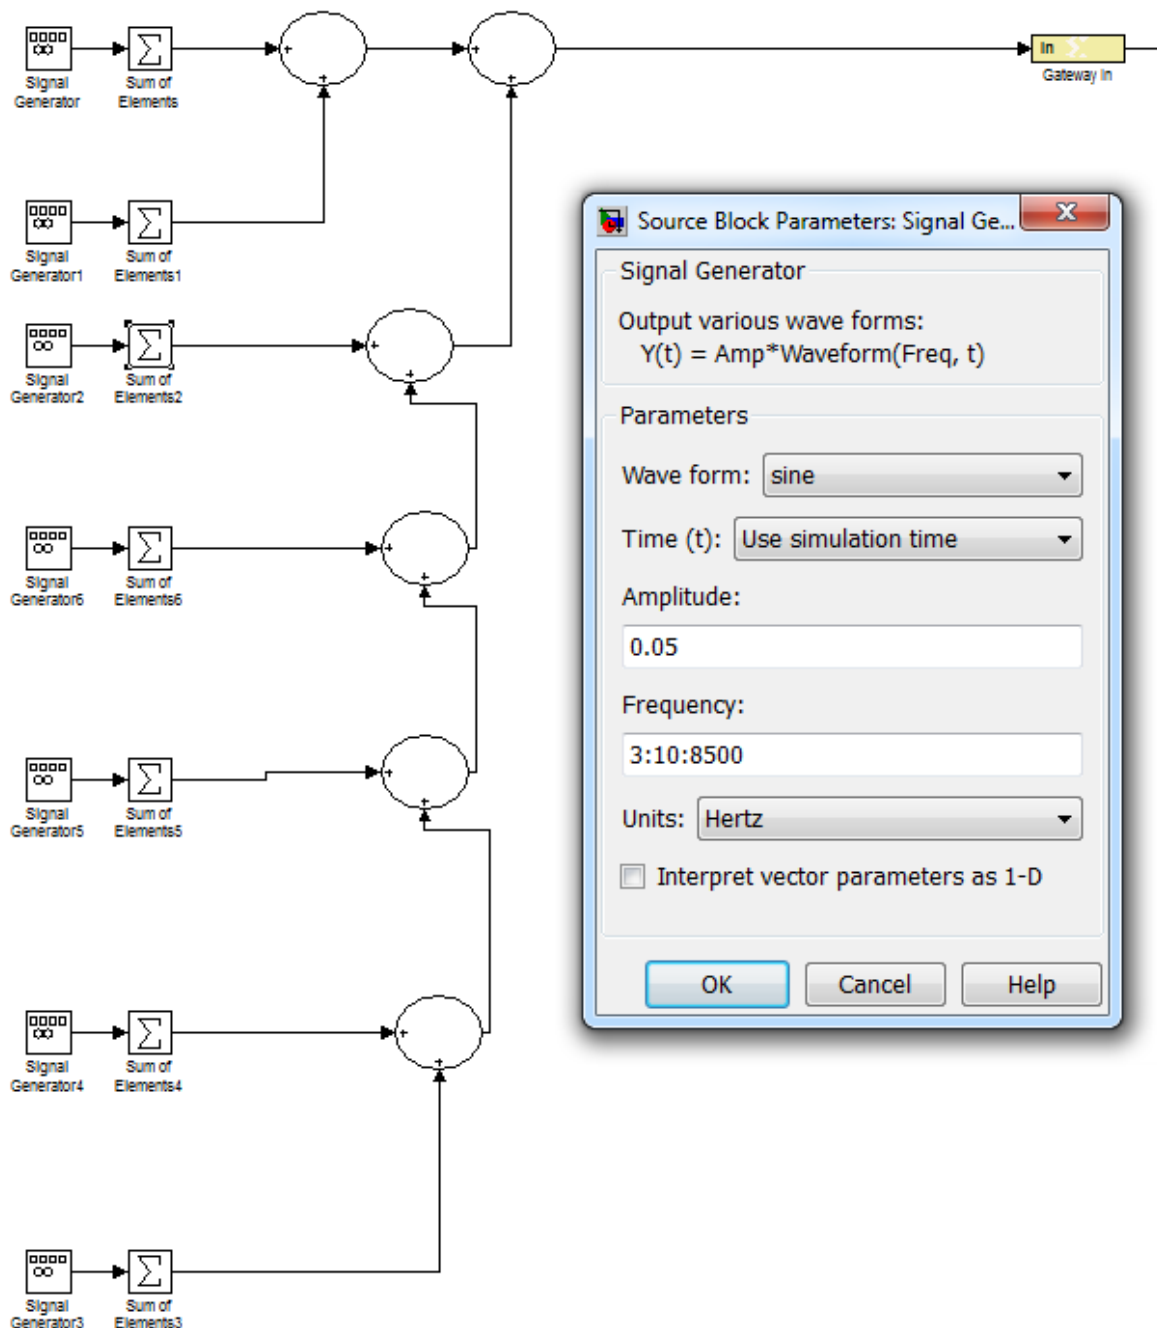 Signal
Generator
Sum of
Elements
In
Gateway In
Signal
Generator1
Sum of
Elements1
Signal
Generator2
Sum of
Elements2
Signal
Generator6
Sum of
Elements6
Signal
Generator5
Sum of
Elements5
Signal
Generator4
Sum of
Elements4
Signal
Generator3
Sum of
Elements3
Source Block Parameters: Signal Ge...
Signal Generator
Output various wave forms:
Y(t) = Amp*Waveform(Freq, t)
Parameters
Wave form: sine
Time (t): Use simulation time
Amplitude:
0.05
Frequency:
3:10:8500
Units: Hertz
Interpret vector parameters as 1-D
OK Cancel Help